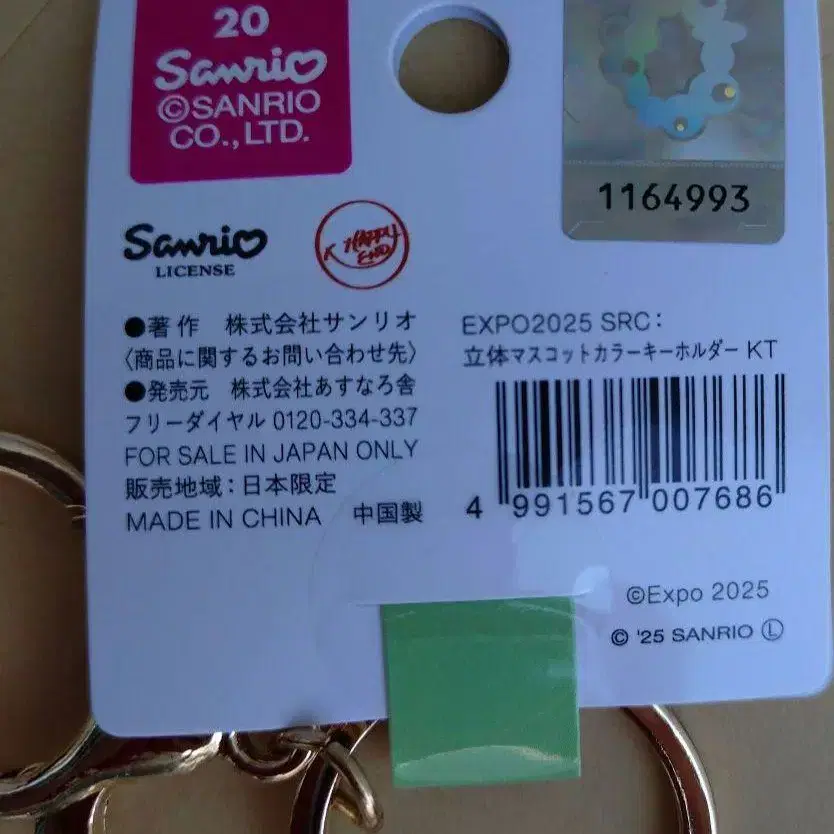 20
Sanrio
©SANRIO
CO.,LTD.
1164993
Sanrio
LICENSE
K HAPPY
END
●著作 株式会社サンリオ
〈商品に関するお問い合わせ先〉
●発売元 株式会社あすなろ舎
フリーダイヤル 0120-334-337
FOR SALE IN JAPAN ONLY
販売地域：日本限定
MADE IN CHINA 中国製
EXPO2025 SRC：
立体マスコットカラーキーホルダー KT
4 991567 007686
©Expo 2025
© '25 SANRIO Ⓛ